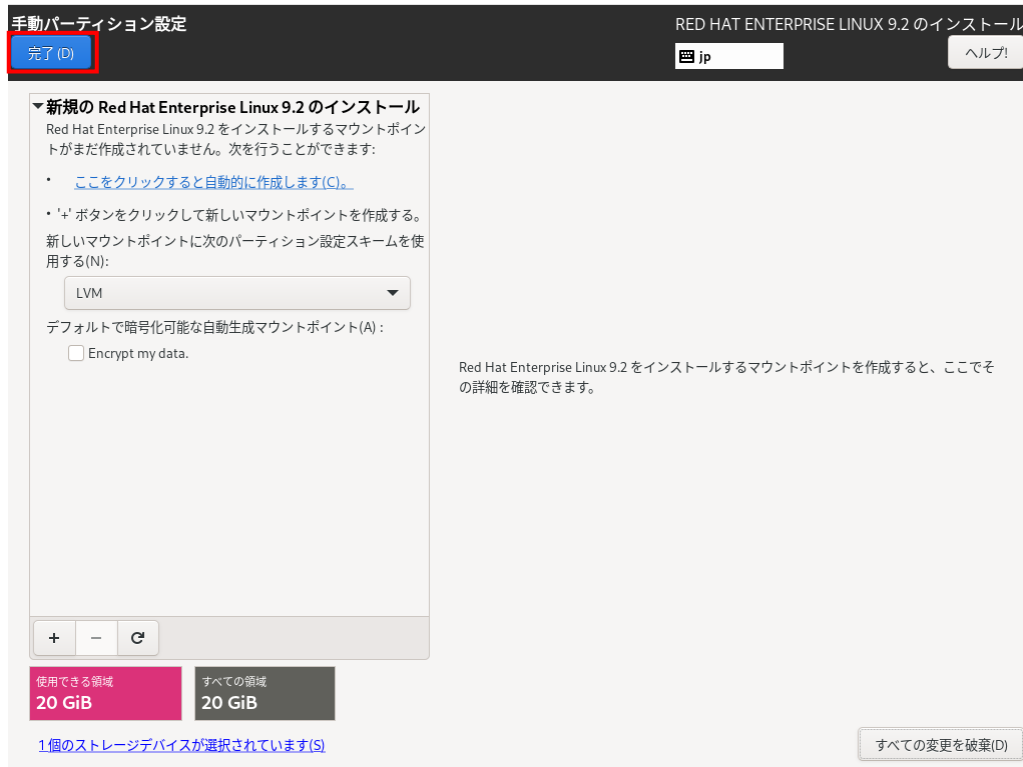 手動パーティション設定
RED HAT ENTERPRISE LINUX 9.2 のインストール
完了(D)
jp
ヘルプ!
新規の Red Hat Enterprise Linux 9.2 のインストール
Red Hat Enterprise Linux 9.2 をインストールするマウントポイン
トがまだ作成されていません。次を行うことができます:
• ここをクリックすると自動的に作成します(C)。
• '+' ボタンをクリックして新しいマウントポイントを作成する。
新しいマウントポイントに次のパーティション設定スキームを使
用する(N):
LVM
デフォルトで暗号化可能な自動生成マウントポイント(A) :
Encrypt my data.
Red Hat Enterprise Linux 9.2 をインストールするマウントポイントを作成すると、ここでそ
の詳細を確認できます。
+ −
使用できる領域
20 GiB
すべての領域
20 GiB
1 個のストレージデバイスが選択されています(S)
すべての変更を破棄(D)